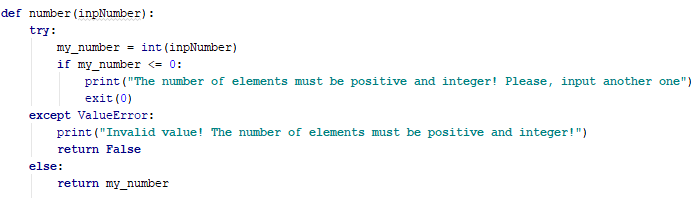 def number(inpNumber):
    try:
        my_number = int(inpNumber)
        if my_number <= 0:
            print("The number of elements must be positive and integer! Please, input another one")
            exit(0)
    except ValueError:
        print("Invalid value! The number of elements must be positive and integer!")
        return False
    else:
        return my_number